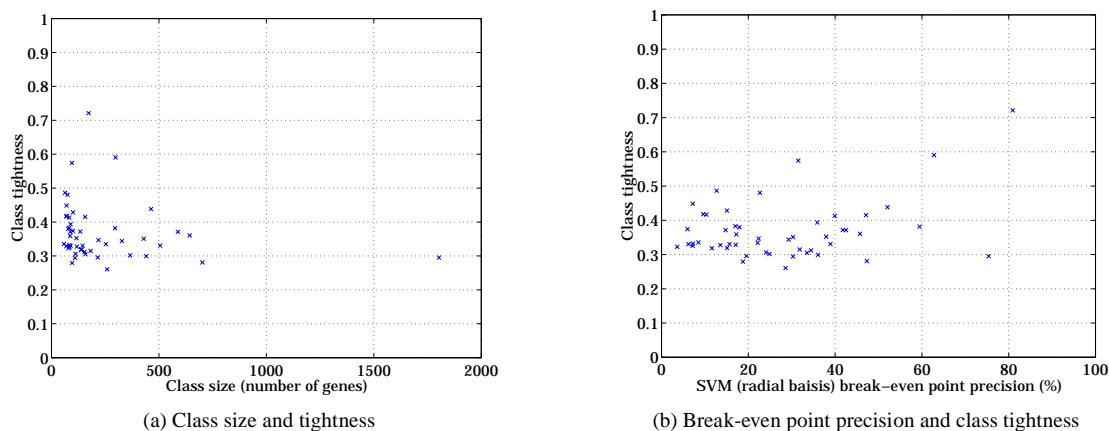 1
0.9
0.8
0.7
0.6
0.5
0.4
0.3
0.2
0.1
0
Class tightness
0 500 1000 1500 2000
Class size (number of genes)
(a) Class size and tightness
1
0.9
0.8
0.7
0.6
0.5
0.4
0.3
0.2
0.1
0
Class tightness
0 20 40 60 80 100
SVM (radial baisis) break−even point precision (%)
(b) Break-even point precision and class tightness